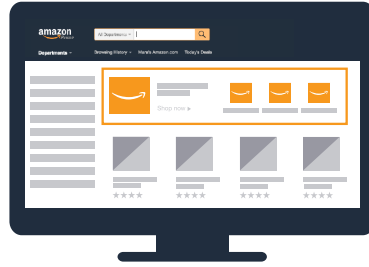 amazon
All Departments
Departments
Browsing History Mark's Amazon.com Today's Deals
Shop now